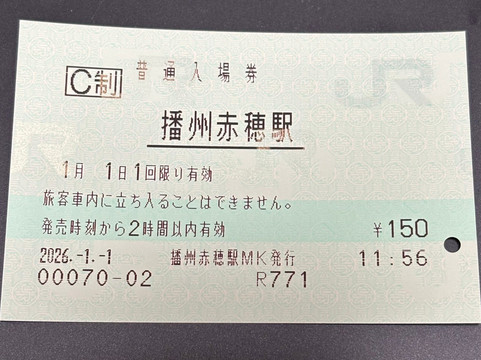 C制 普通入場券
播州赤穂駅
1月 1日1回限り有効
旅客車内に立ち入ることはできません。
発売時刻から2時間以内有効 ¥150
2026.-1.-1 播州赤穂駅MK発行 11:56
00070-02 R771